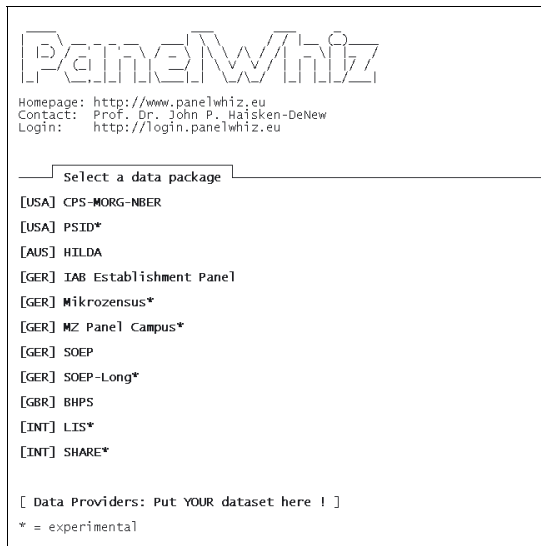 PanelWhiz
Homepage: http://www.panelwhiz.eu
Contact: Prof. Dr. John P. Haisken-DeNew
Login: http://login.panelwhiz.eu
Select a data package
[USA] CPS-MORG-NBER
[USA] PSID*
[AUS] HILDA
[GER] IAB Establishment Panel
[GER] Mikrozensus*
[GER] MZ Panel Campus*
[GER] SOEP
[GER] SOEP-Long*
[GBR] BHPS
[INT] LIS*
[INT] SHARE*
[ Data Providers: Put YOUR dataset here ! ]
* = experimental